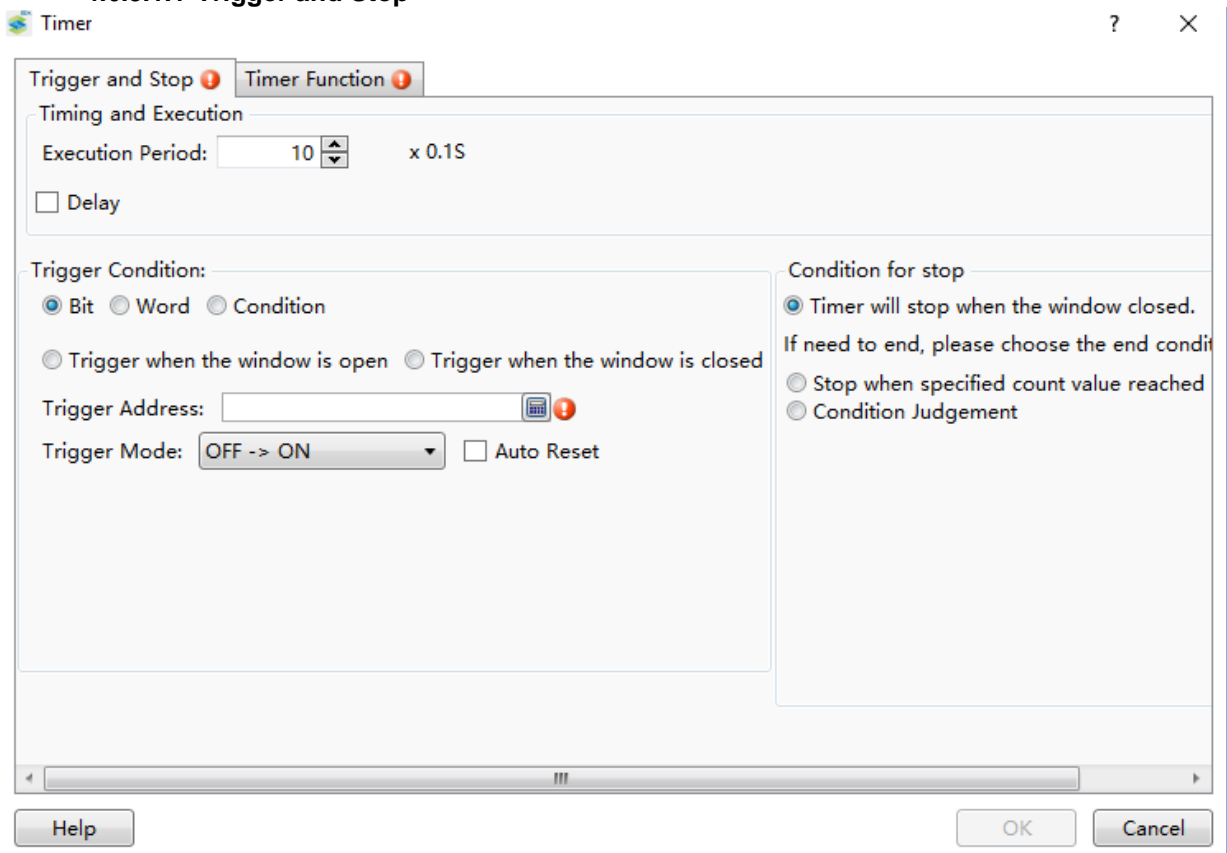 Trigger and Stop
Timer
Trigger and Stop Timer Function
Timing and Execution
Execution Period: 10 x 0.1S
Delay
Trigger Condition:
Bit Word Condition
Trigger when the window is open Trigger when the window is closed
Trigger Address:
Trigger Mode: OFF -> ON Auto Reset
Condition for stop
Timer will stop when the window closed.
If need to end, please choose the end condit
Stop when specified count value reached
Condition Judgement
Help OK Cancel